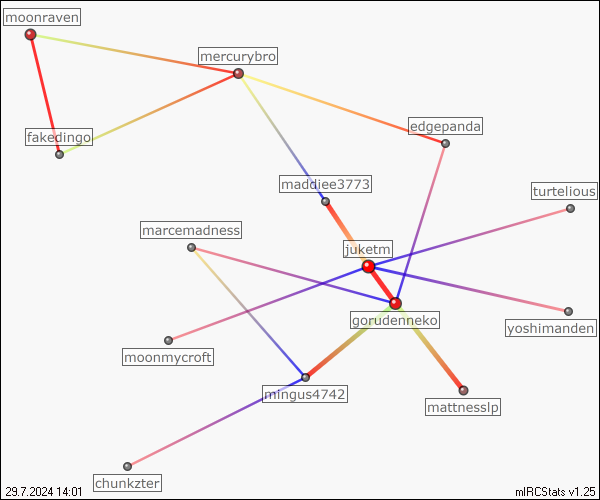 moonraven
mercurybro
edgepanda
fakedingo
maddiee3773
turtelious
marcemadness
juketm
gorudenneko
yoshimanden
moonmycroft
mingus4742
mattnesslp
chunkzter
29.7.2024 14:01
mIRCStats v1.25